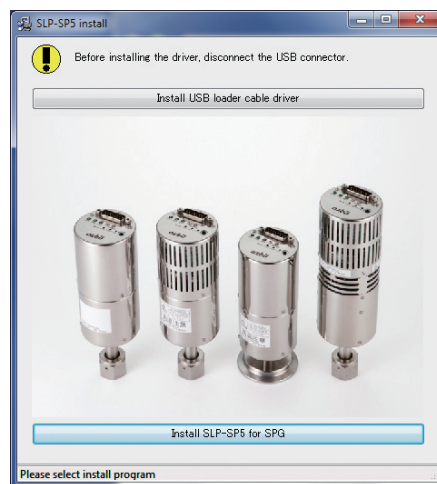 SLP-SP5 install
Before installing the driver, disconnect the USB connector.
Install USB loader cable driver
Install SLP-SP5 for SPG
Please select install program